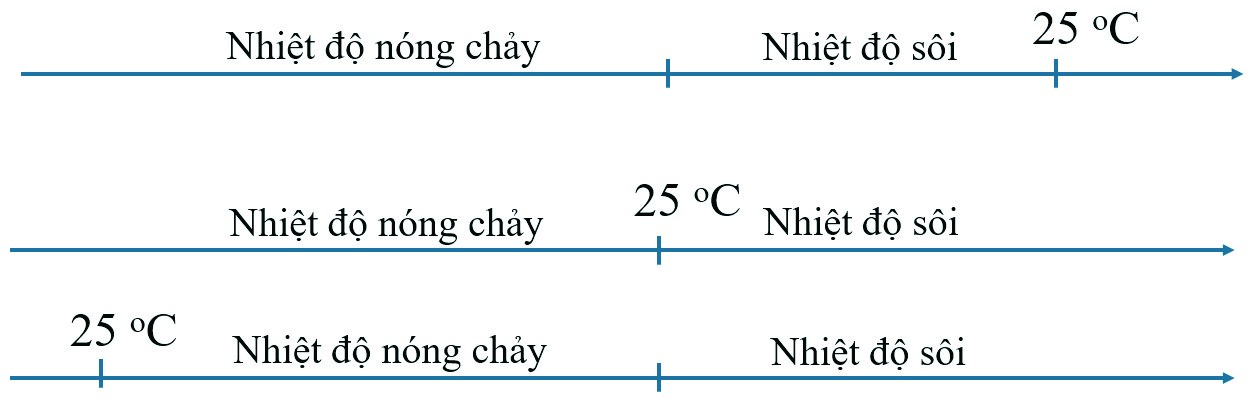 Nhiệt độ nóng chảy Nhiệt độ sôi 25 °C
Nhiệt độ nóng chảy 25 °C Nhiệt độ sôi
25 °C Nhiệt độ nóng chảy Nhiệt độ sôi